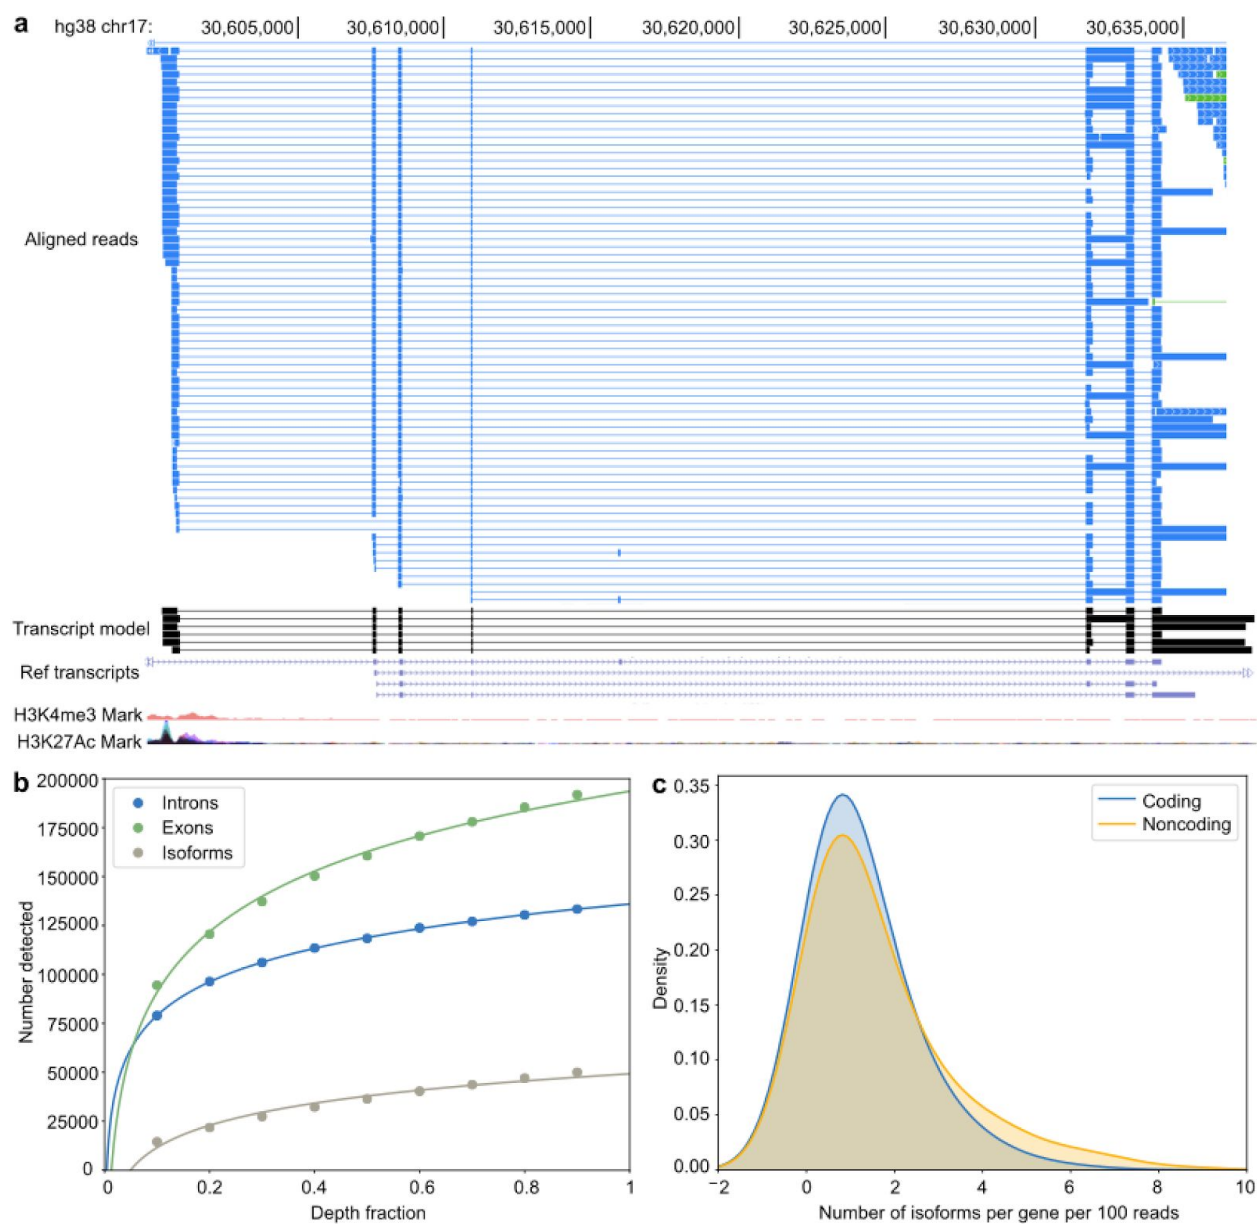 a hg38 chr17: 30,605,000 30,610,000 30,615,000 30,620,000 30,625,000 30,630,000 30,635,000
Aligned reads
Transcript model
Ref transcripts
H3K4me3 Mark
H3K27Ac Mark
b
200000
175000
150000
125000
100000
75000
50000
25000
0
Number detected
Introns
Exons
Isoforms
0 0.2 0.4 0.6 0.8 1
Depth fraction
c
0.35
0.30
0.25
0.20
0.15
0.10
0.05
0.00
Density
Coding
Noncoding
−2 0 2 4 6 8 10
Number of isoforms per gene per 100 reads